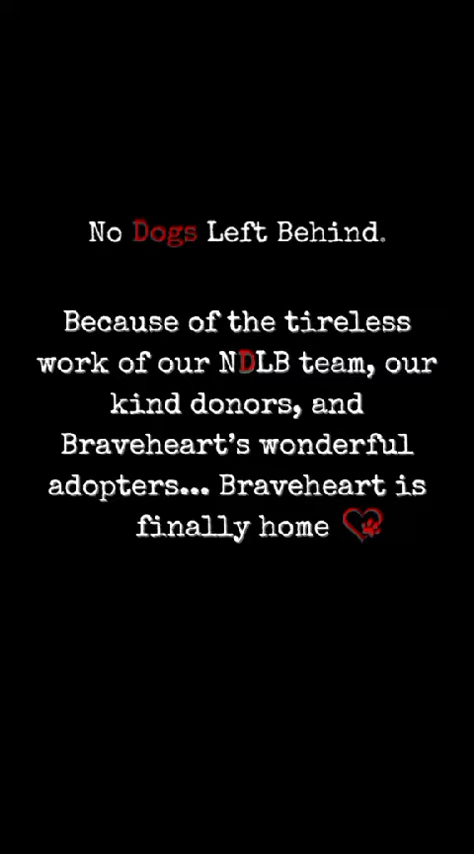 No Dogs Left Behind.
Because of the tireless
work of our NDLB team, our
kind donors, and
Braveheart's wonderful
adopters... Braveheart is
finally home